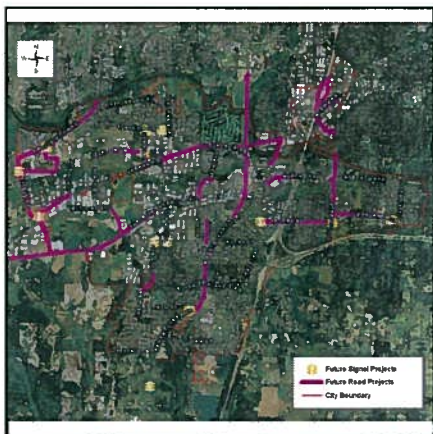 N
W E
S
Future Signal Projects
Future Road Projects
City Boundary